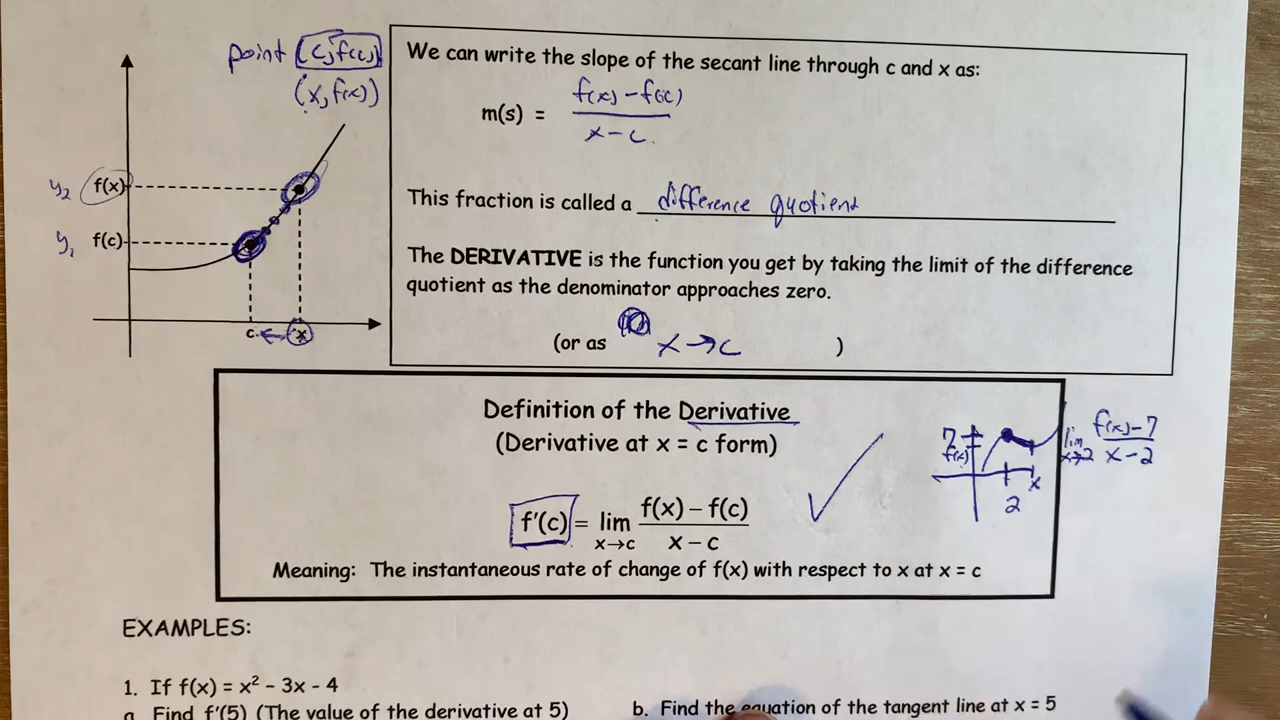 point (c, f(c))
(x, f(x))
y₂ f(x)
y₁ f(c)
c x
We can write the slope of the secant line through c and x as:
m(s) = f(x) - f(c) / x - c
This fraction is called a difference quotient
The DERIVATIVE is the function you get by taking the limit of the difference
quotient as the denominator approaches zero.
(or as x→c )
Definition of the Derivative
(Derivative at x = c form)
f'(c) = lim x→c f(x) - f(c) / x - c
Meaning: The instantaneous rate of change of f(x) with respect to x at x = c
7
f(x)
2
x
lim x→2 f(x) - 7 / x - 2
EXAMPLES:
1. If f(x) = x² - 3x - 4
a. Find f'(5) (The value of the derivative at 5)
b. Find the equation of the tangent line at x = 5